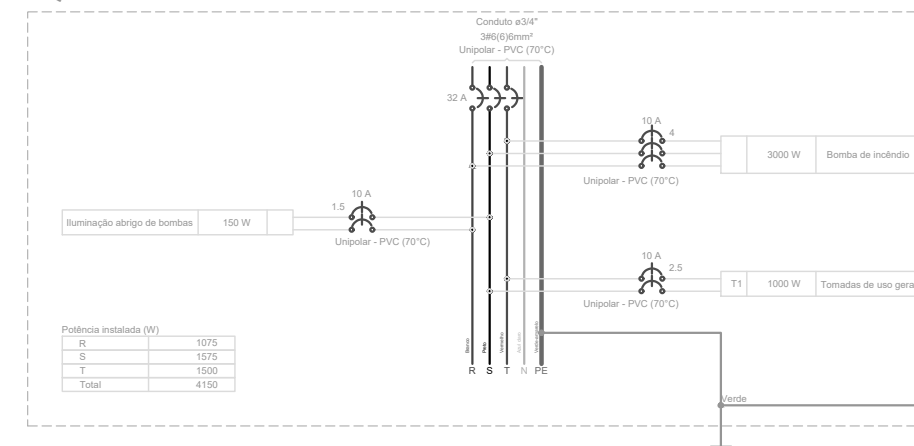 Conduto ø3/4"
3#6(6)6mm²
Unipolar - PVC (70°C)
32 A
10 A
4
3000 W Bomba de incêndio
Unipolar - PVC (70°C)
10 A
1.5
Iluminação abrigo de bombas 150 W
Unipolar - PVC (70°C)
10 A
2.5
T1 1000 W Tomadas de uso gera
Unipolar - PVC (70°C)
Potência instalada (W)
R 1075
S 1575
T 1500
Total 4150
Branco
Preto
Vermelho
R S T N PE
Verde